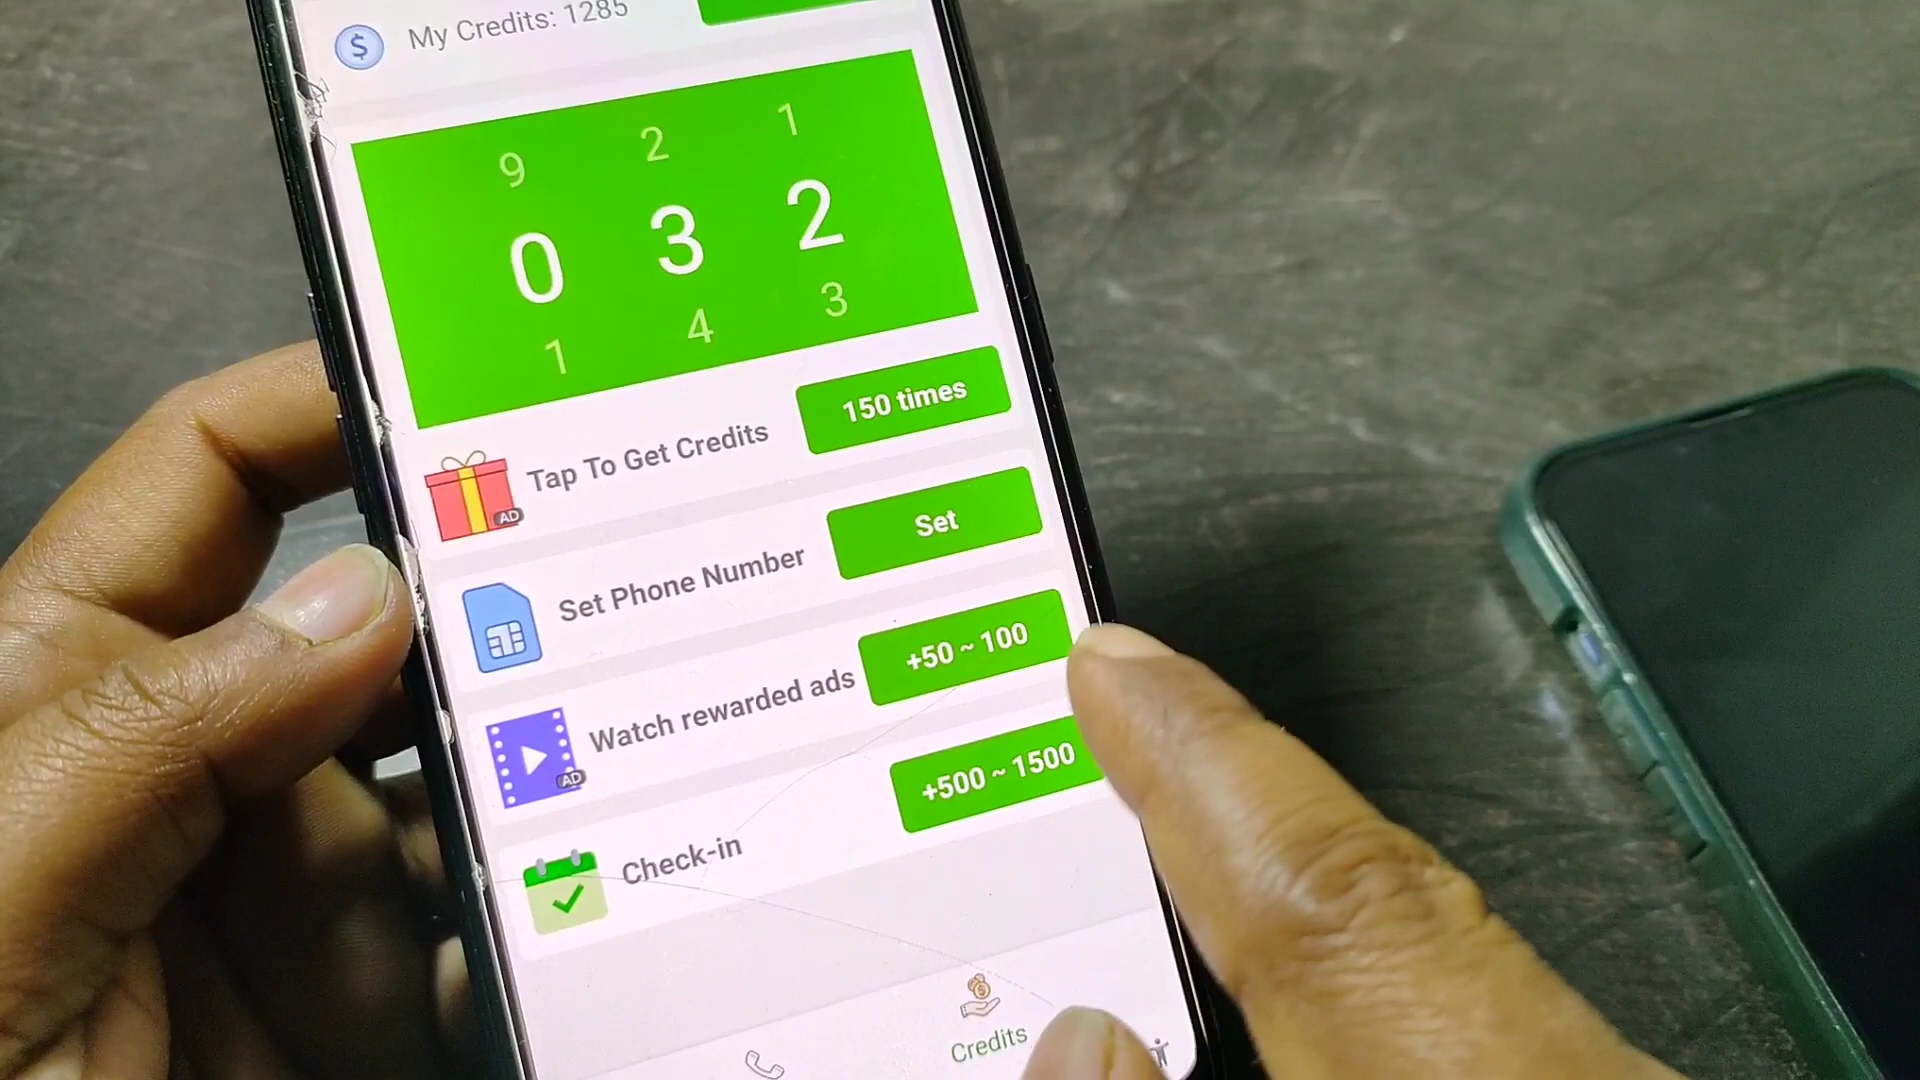 My Credits: 1285
9 2 1
0 3 2
1 4 3
Tap To Get Credits
150 times
AD
Set Phone Number
Set
Watch rewarded ads
+50 ~ 100
AD
Check-in
+500 ~ 1500
Credits